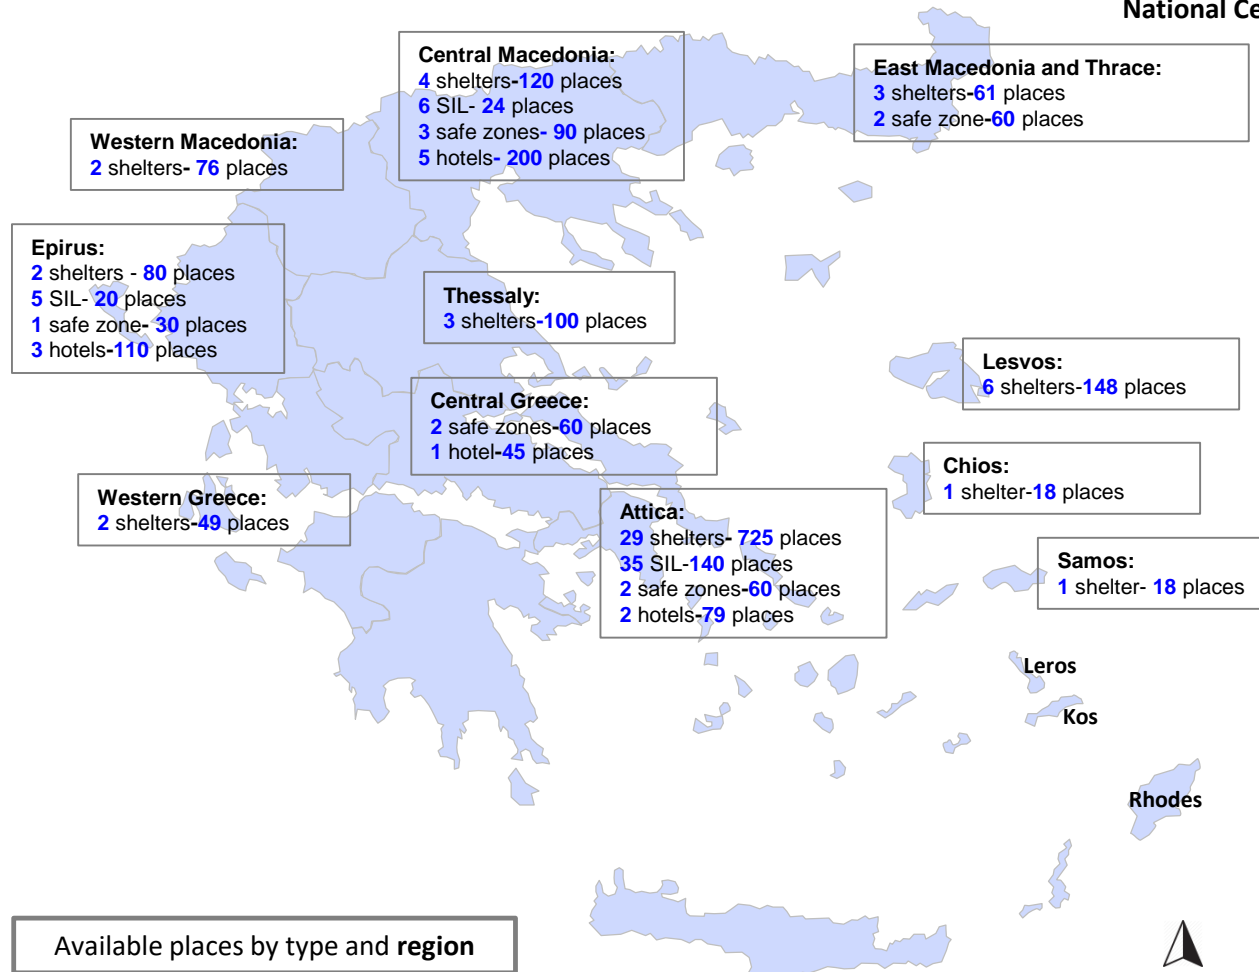 National Ce
Central Macedonia:
4 shelters-120 places
6 SIL- 24 places
3 safe zones- 90 places
5 hotels- 200 places
East Macedonia and Thrace:
3 shelters-61 places
2 safe zone-60 places
Western Macedonia:
2 shelters- 76 places
Epirus:
2 shelters - 80 places
5 SIL- 20 places
1 safe zone- 30 places
3 hotels-110 places
Thessaly:
3 shelters-100 places
Lesvos:
6 shelters-148 places
Central Greece:
2 safe zones-60 places
1 hotel-45 places
Chios:
1 shelter-18 places
Western Greece:
2 shelters-49 places
Attica:
29 shelters- 725 places
35 SIL-140 places
2 safe zones-60 places
2 hotels-79 places
Samos:
1 shelter- 18 places
Leros
Kos
Rhodes
Available places by type and region